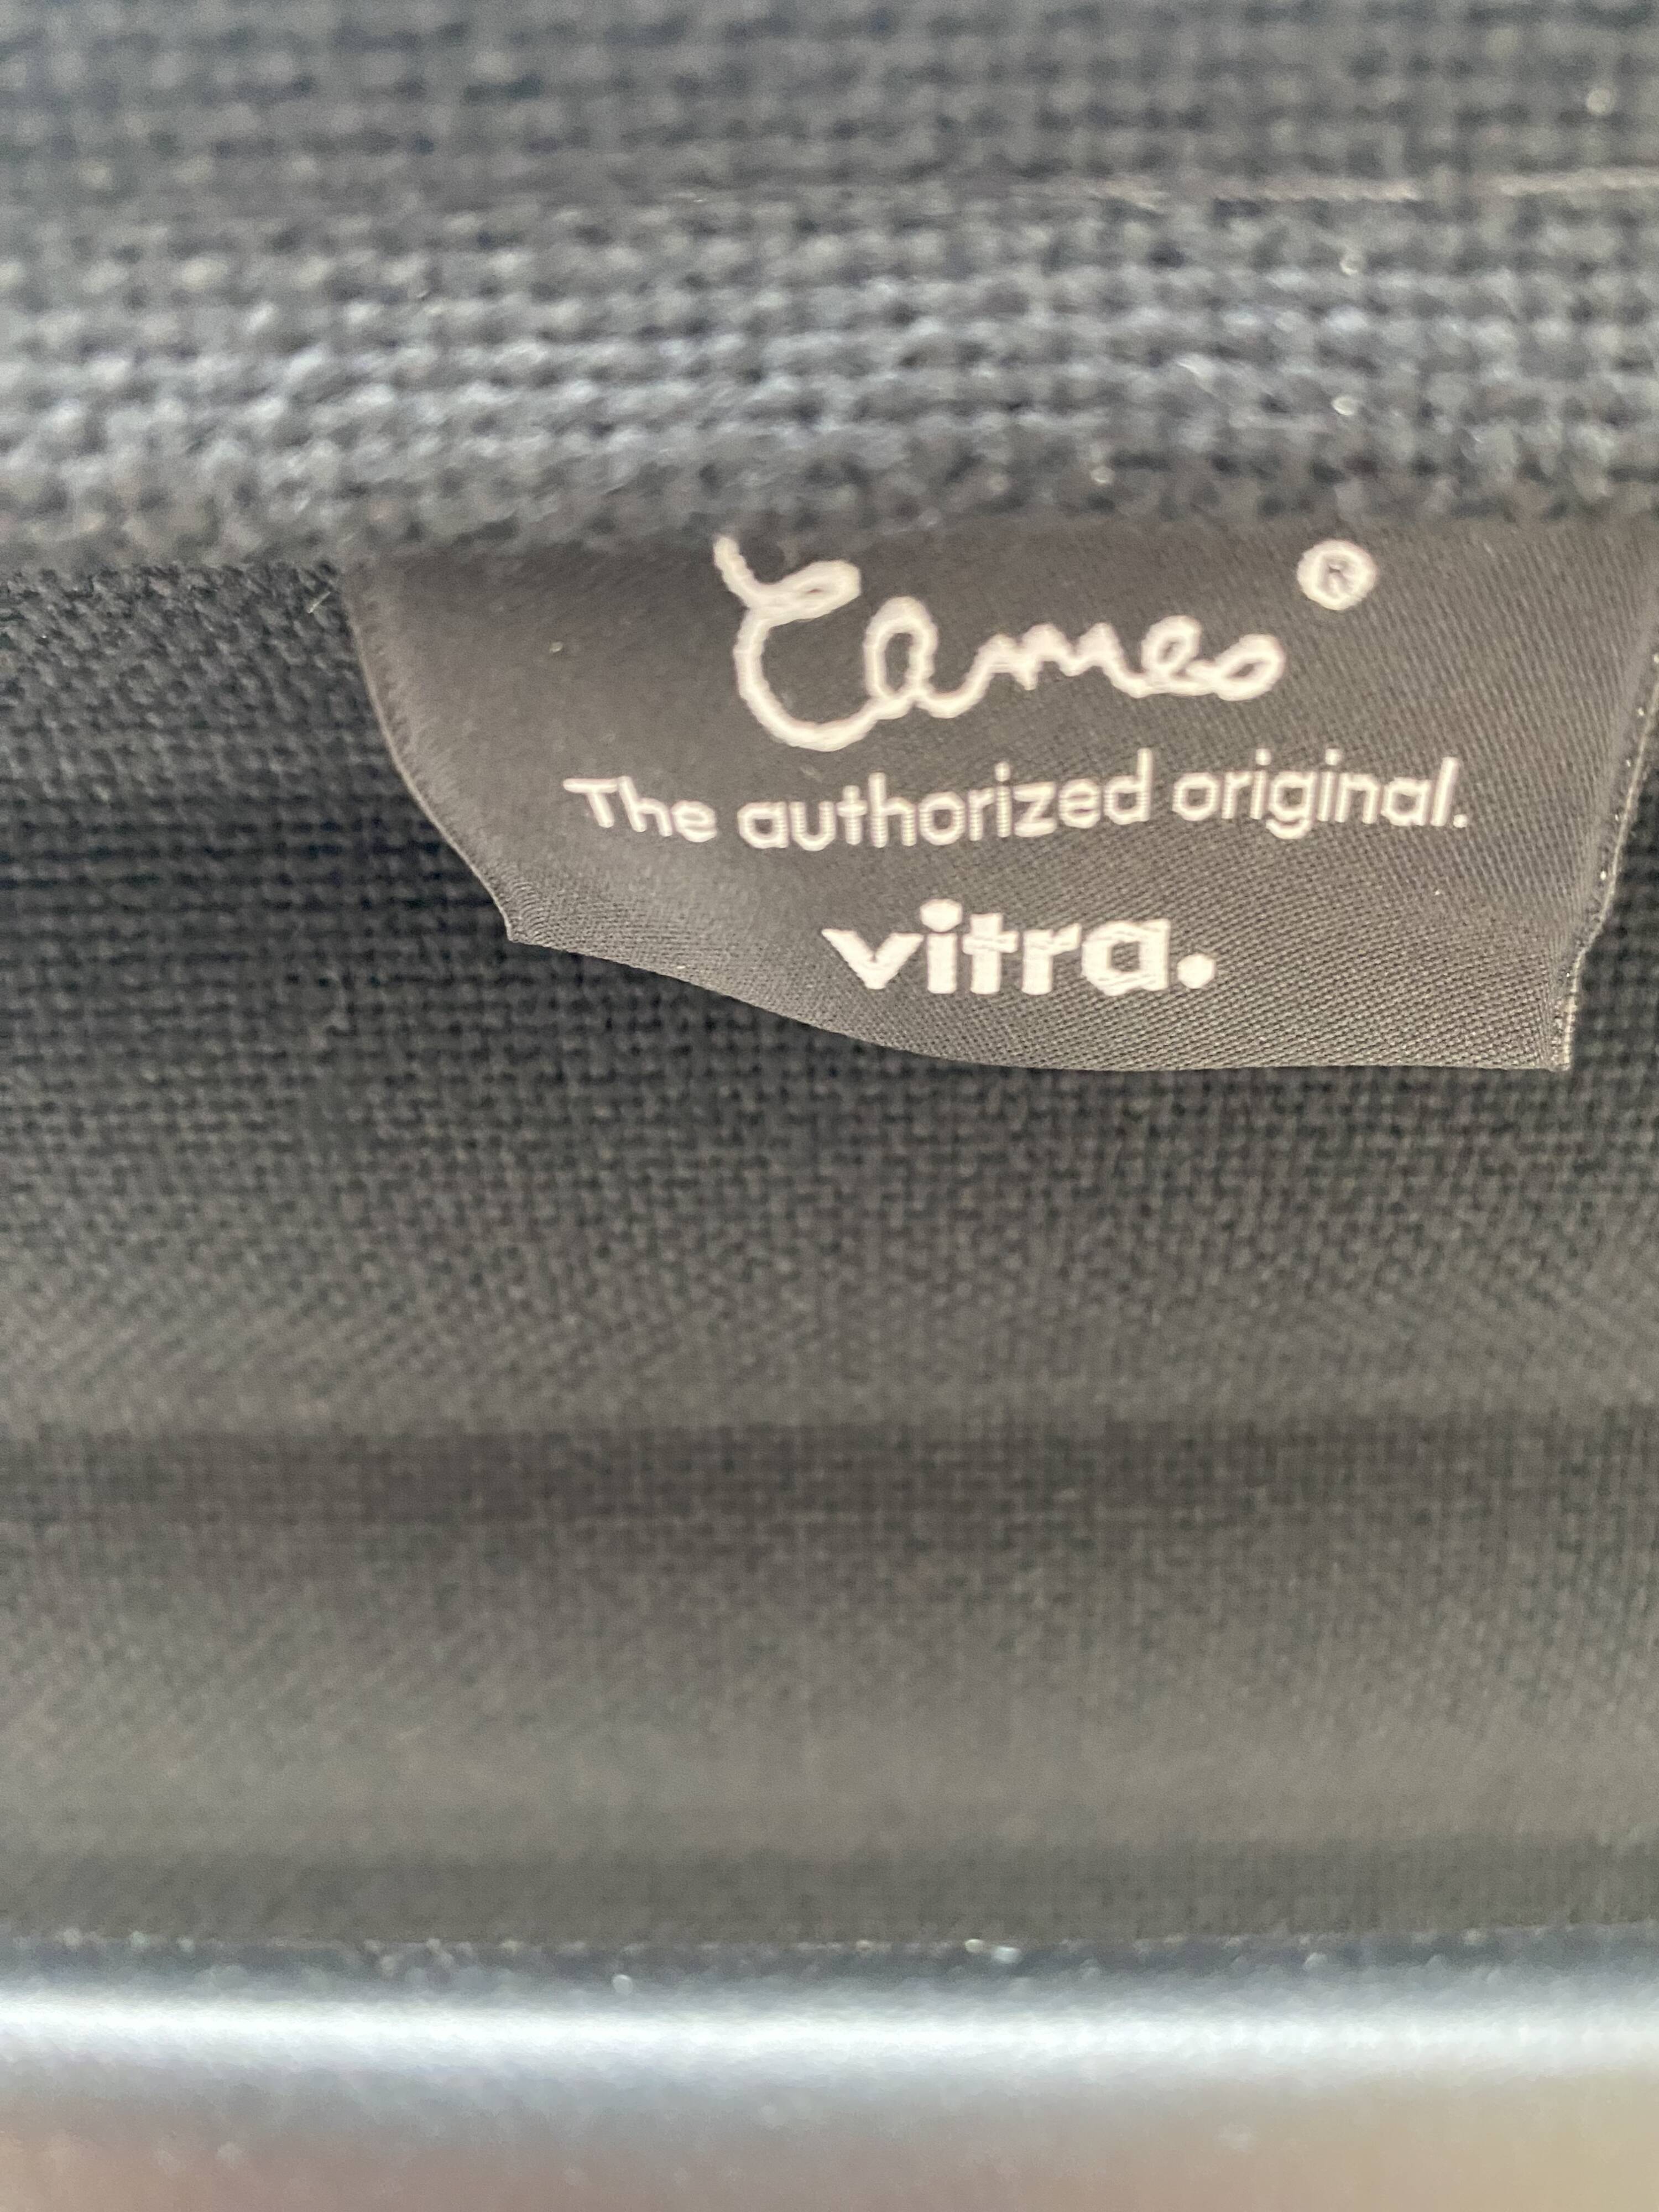 Eames®
The authorized original.
vitra.